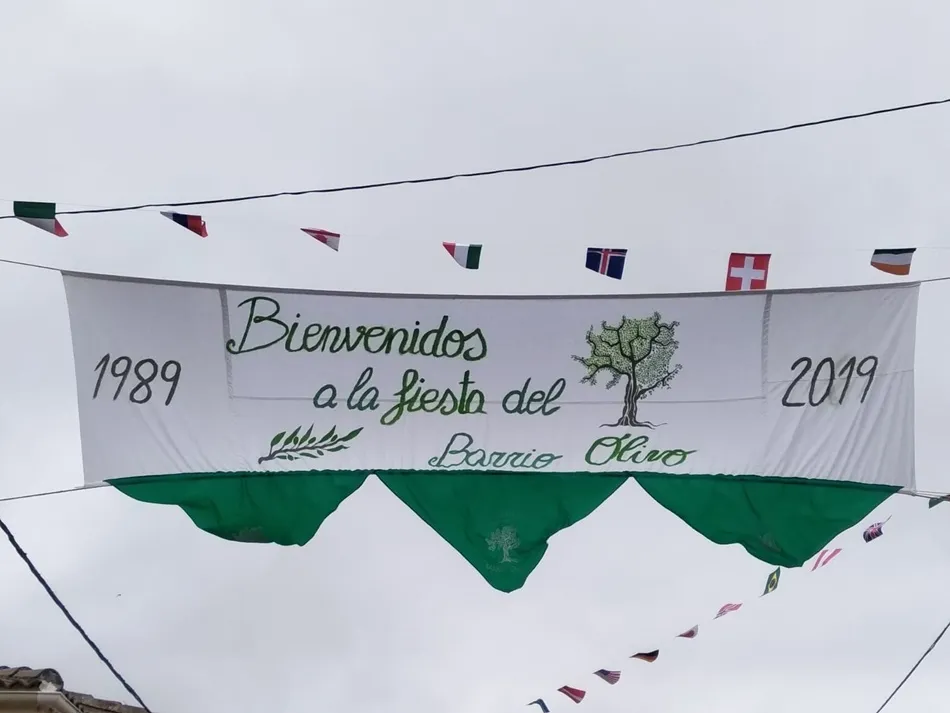 Bienvenidos
1989 a la fiesta del 2019
Barrio Olivo